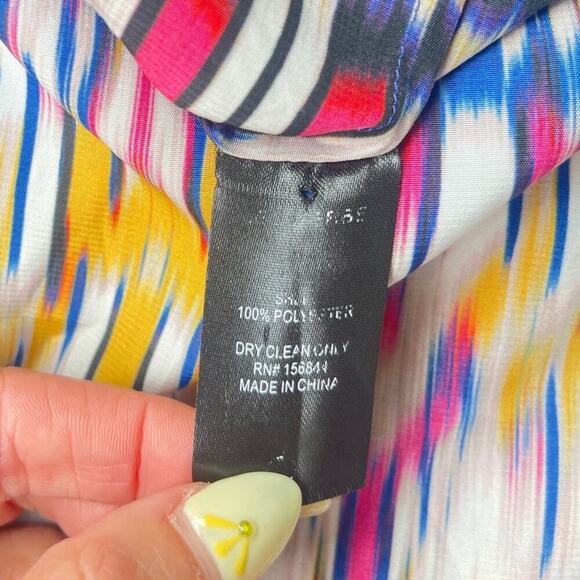 100% POLYESTER
DRY CLEAN ONLY
RN# 156844
MADE IN CHINA